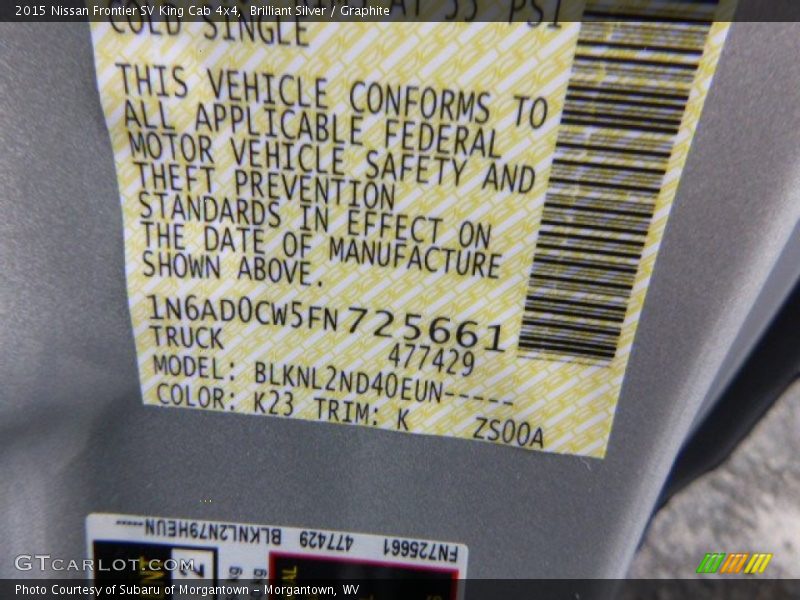 2015 Nissan Frontier SV King Cab 4x4, Brilliant Silver / Graphite
COLD SINGLE
PSI
THIS VEHICLE CONFORMS TO
ALL APPLICABLE FEDERAL
MOTOR VEHICLE SAFETY AND
THEFT PREVENTION
STANDARDS IN EFFECT ON
THE DATE OF MANUFACTURE
SHOWN ABOVE.
1N6AD0CW5FN725661
TRUCK 477429
MODEL: BLKNL2ND40EUN-----
COLOR: K23 TRIM: K ZS00A
FN725661 477429 BLKNL2N79HEUN----
GTCARLOT.COM
Photo Courtesy of Subaru of Morgantown - Morgantown, WV